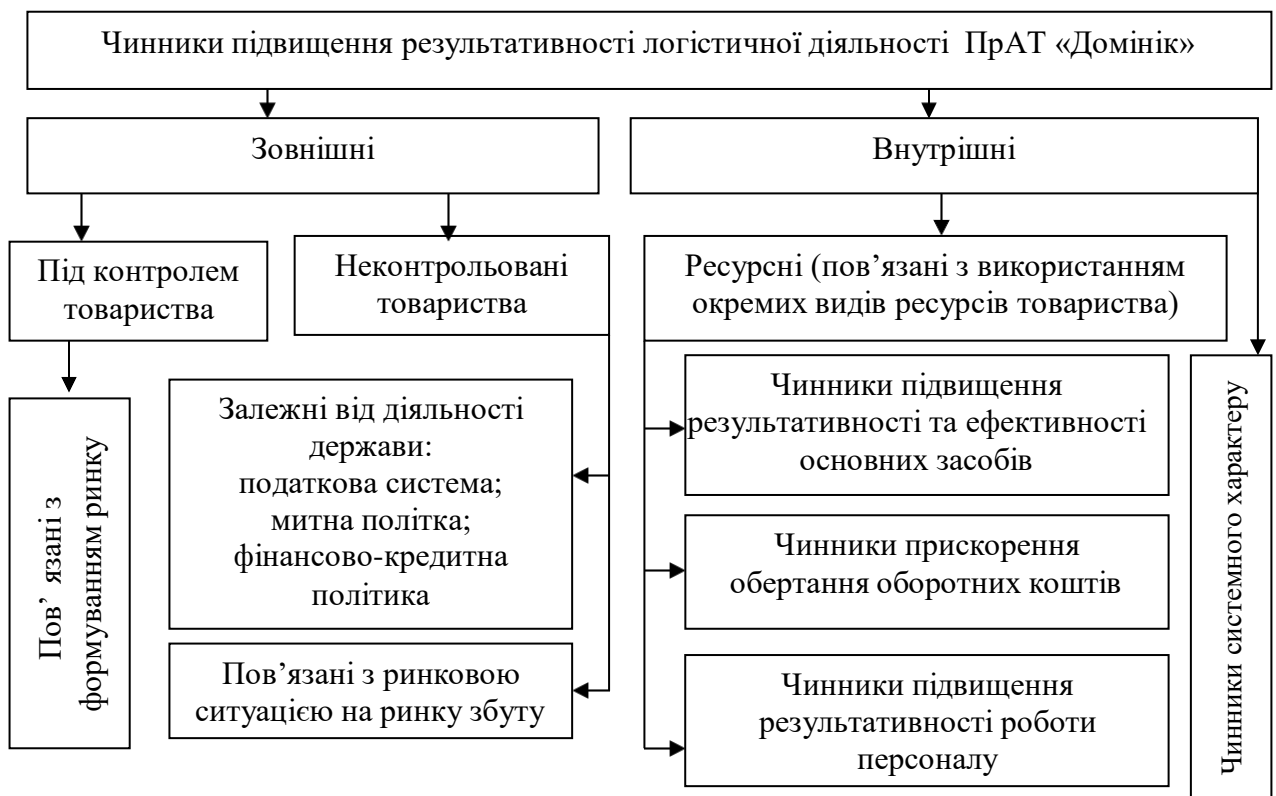 Чинники підвищення результативності логістичної діяльності ПрАТ «Домінік»
Зовнішні
Внутрішні
Під контролем
товариства
Неконтрольовані
товариства
Ресурсні (пов’язані з використанням
окремих видів ресурсів товариства)
Пов’ язані з
формуванням ринку
Залежні від діяльності
держави:
податкова система;
митна політка;
фінансово-кредитна
політика
Пов’язані з ринковою
ситуацією на ринку збуту
Чинники підвищення
результативності та ефективності
основних засобів
Чинники прискорення
обертання оборотних коштів
Чинники підвищення
результативності роботи
персоналу
Чинники системного характеру